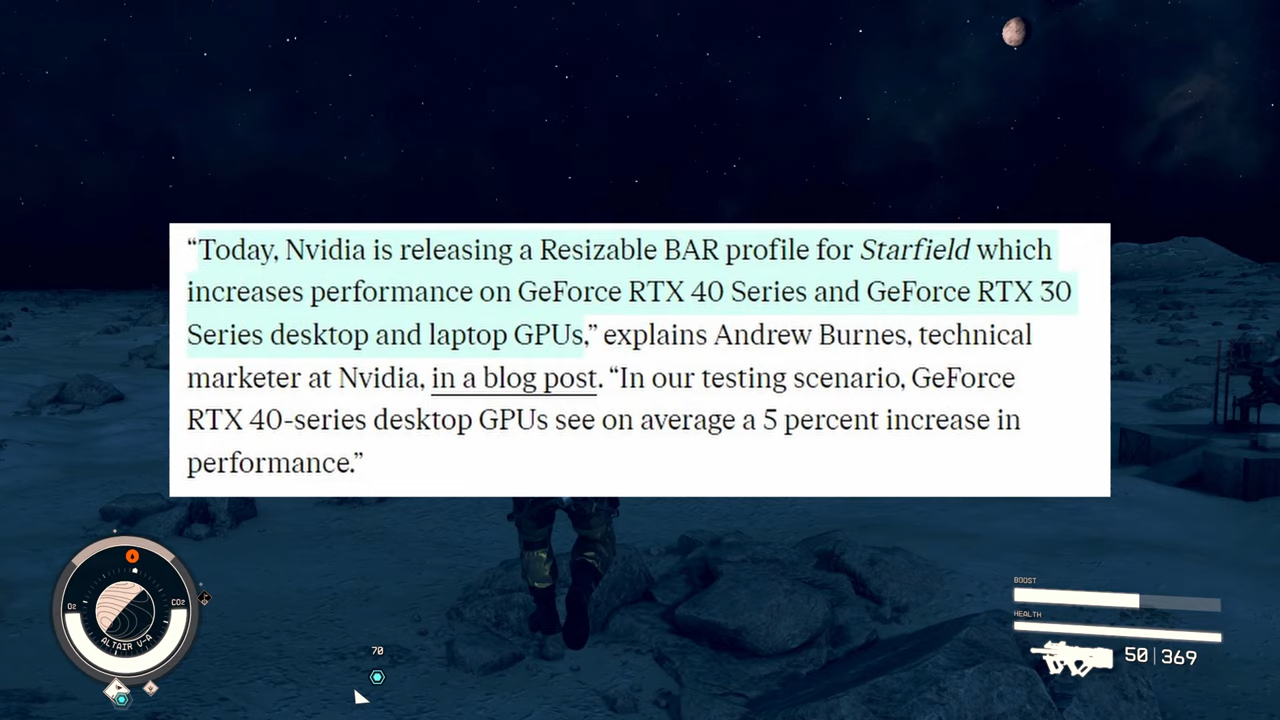 “Today, Nvidia is releasing a Resizable BAR profile for Starfield which
increases performance on GeForce RTX 40 Series and GeForce RTX 30
Series desktop and laptop GPUs,” explains Andrew Burnes, technical
marketer at Nvidia, in a blog post. “In our testing scenario, GeForce
RTX 40-series desktop GPUs see on average a 5 percent increase in
performance.”
O2
CO2
ALTAIR V-A
70
BOOST
HEALTH
50|369